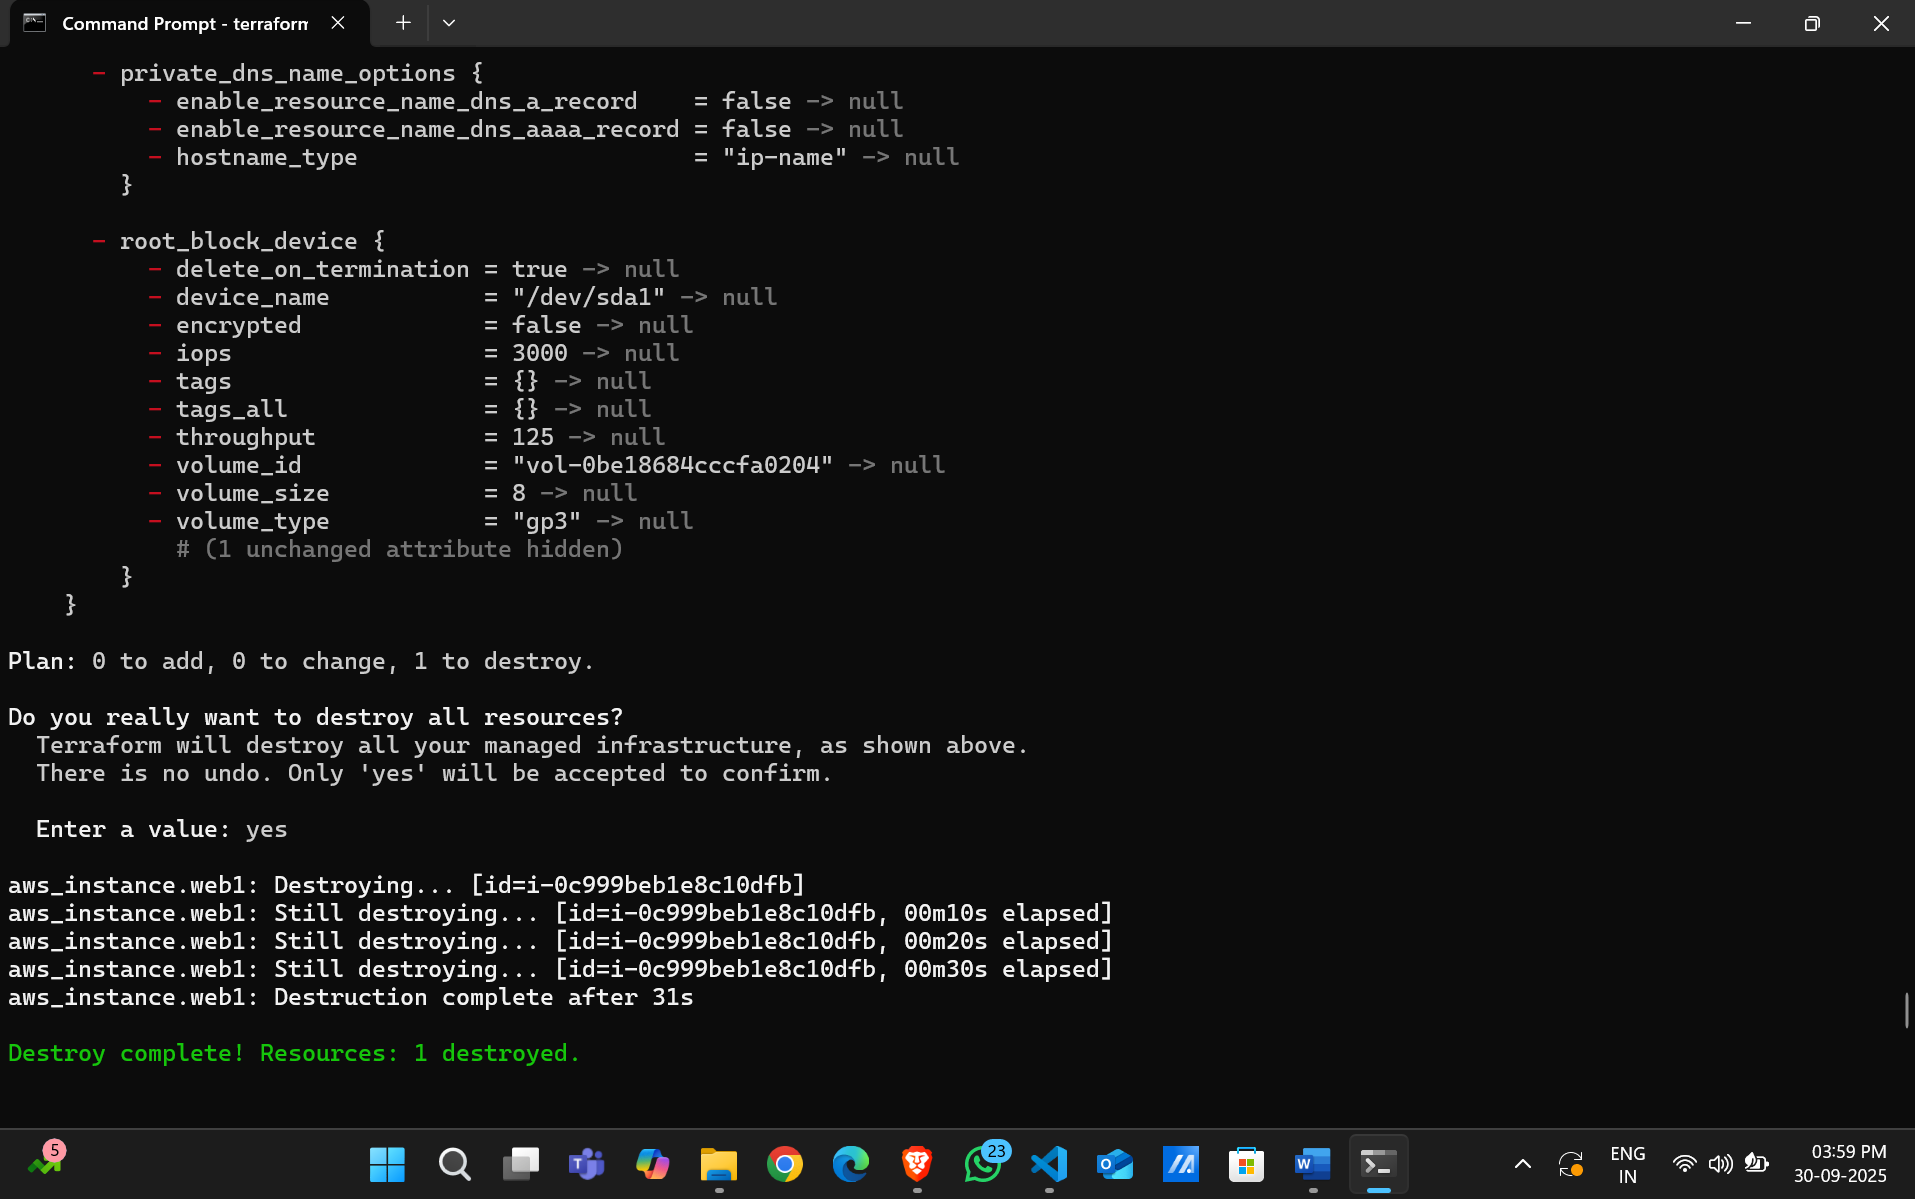 Command Prompt - terraform
- private_dns_name_options {
- enable_resource_name_dns_a_record = false -> null
- enable_resource_name_dns_aaaa_record = false -> null
- hostname_type = "ip-name" -> null
}
- root_block_device {
- delete_on_termination = true -> null
- device_name = "/dev/sda1" -> null
- encrypted = false -> null
- iops = 3000 -> null
- tags = {} -> null
- tags_all = {} -> null
- throughput = 125 -> null
- volume_id = "vol-0be18684cccfa0204" -> null
- volume_size = 8 -> null
- volume_type = "gp3" -> null
# (1 unchanged attribute hidden)
}
}
Plan: 0 to add, 0 to change, 1 to destroy.
Do you really want to destroy all resources?
Terraform will destroy all your managed infrastructure, as shown above.
There is no undo. Only 'yes' will be accepted to confirm.
Enter a value: yes
aws_instance.web1: Destroying... [id=i-0c999beb1e8c10dfb]
aws_instance.web1: Still destroying... [id=i-0c999beb1e8c10dfb, 00m10s elapsed]
aws_instance.web1: Still destroying... [id=i-0c999beb1e8c10dfb, 00m20s elapsed]
aws_instance.web1: Still destroying... [id=i-0c999beb1e8c10dfb, 00m30s elapsed]
aws_instance.web1: Destruction complete after 31s
Destroy complete! Resources: 1 destroyed.
5
23
ENG
IN
03:59 PM
30-09-2025